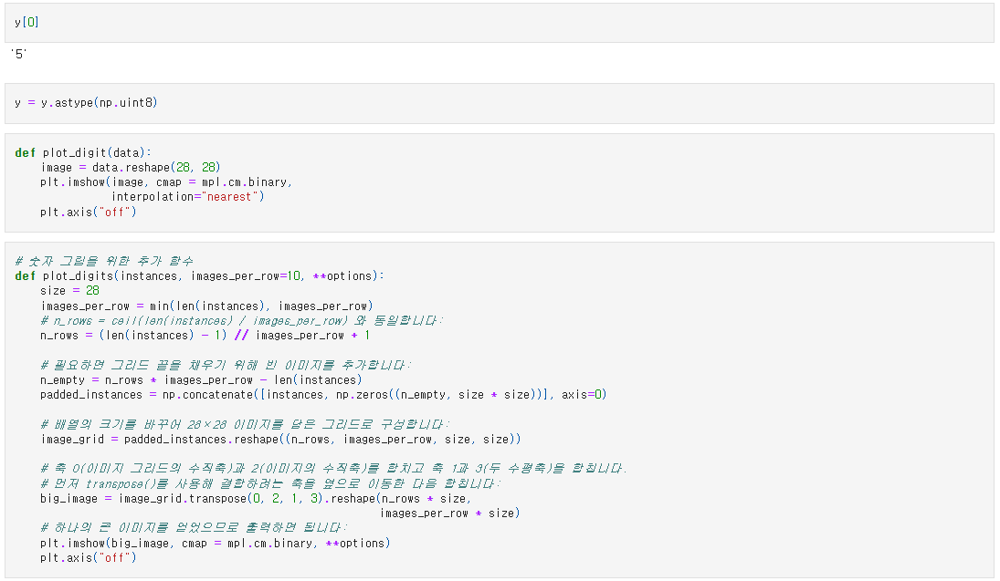 y[0]
'5'
y = y.astype(np.uint8)
def plot_digit(data):
    image = data.reshape(28, 28)
    plt.imshow(image, cmap = mpl.cm.binary,
               interpolation="nearest")
    plt.axis("off")
# 숫자 그림을 위한 추가 함수
def plot_digits(instances, images_per_row=10, **options):
    size = 28
    images_per_row = min(len(instances), images_per_row)
    # n_rows = ceil(len(instances) / images_per_row) 와 동일합니다:
    n_rows = (len(instances) - 1) // images_per_row + 1
    # 필요하면 그리드 끝을 채우기 위해 빈 이미지를 추가합니다:
    n_empty = n_rows * images_per_row - len(instances)
    padded_instances = np.concatenate([instances, np.zeros((n_empty, size * size))], axis=0)
    # 배열의 크기를 바꾸어 28×28 이미지를 담은 그리드로 구성합니다:
    image_grid = padded_instances.reshape((n_rows, images_per_row, size, size))
    # 축 0(이미지 그리드의 수직축)과 2(이미지의 수직축)를 합치고 축 1과 3(두 수평축)을 합칩니다.
    # 먼저 transpose()를 사용해 결합하려는 축을 옆으로 이동한 다음 합칩니다:
    big_image = image_grid.transpose(0, 2, 1, 3).reshape(n_rows * size,
                                                         images_per_row * size)
    # 하나의 큰 이미지를 얻었으므로 출력하면 됩니다:
    plt.imshow(big_image, cmap = mpl.cm.binary, **options)
    plt.axis("off")